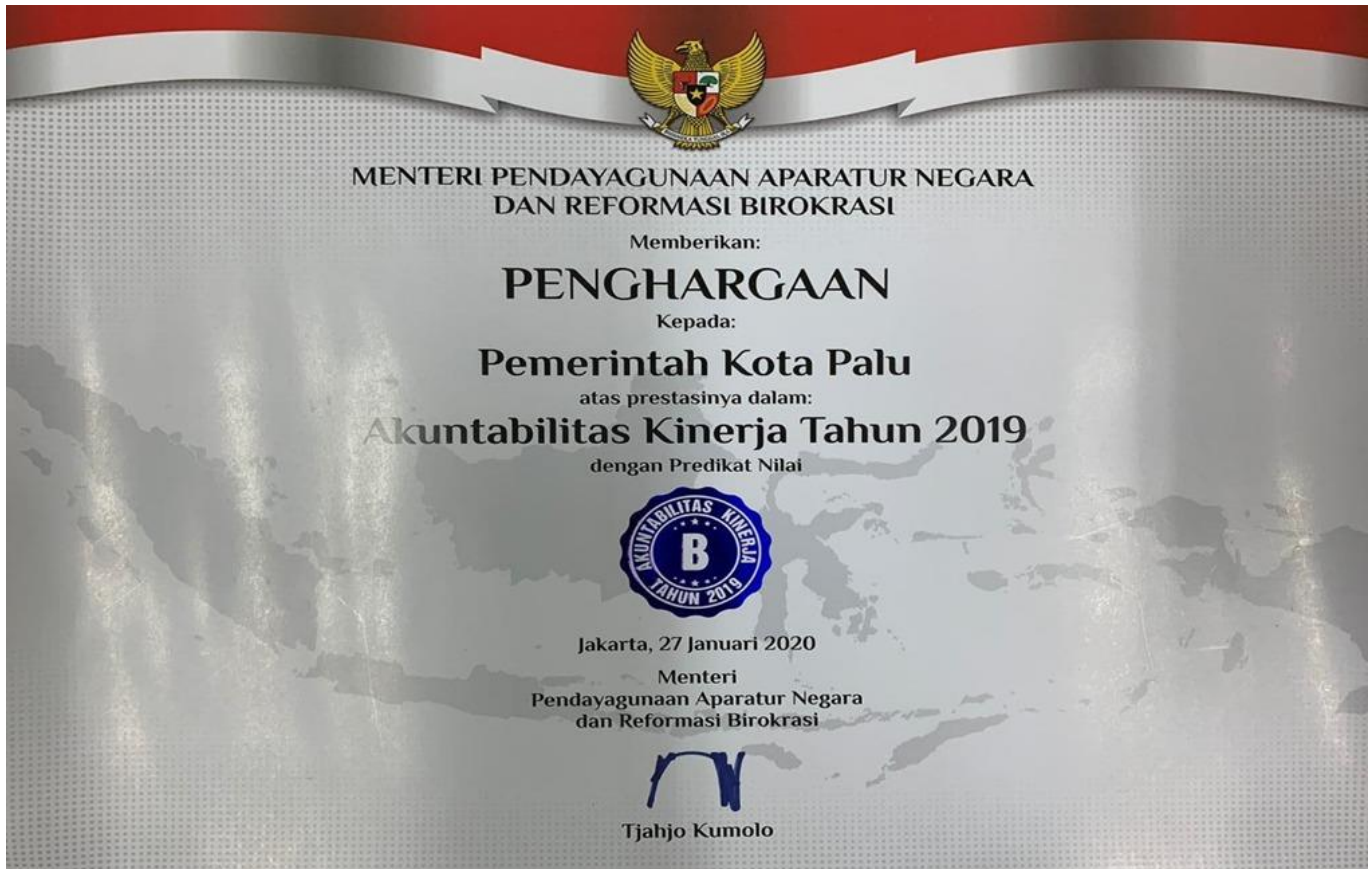 MENTERI PENDAYAGUNAAN APARATUR NEGARA
DAN REFORMASI BIROKRASI
Memberikan:
PENGHARGAAN
Kepada:
Pemerintah Kota Palu
atas prestasinya dalam:
Akuntabilitas Kinerja Tahun 2019
dengan Predikat Nilai
AKUNTABILITAS KINERJA
B
TAHUN 2019
Jakarta, 27 Januari 2020
Menteri
Pendayagunaan Aparatur Negara
dan Reformasi Birokrasi
Tjahjo Kumolo